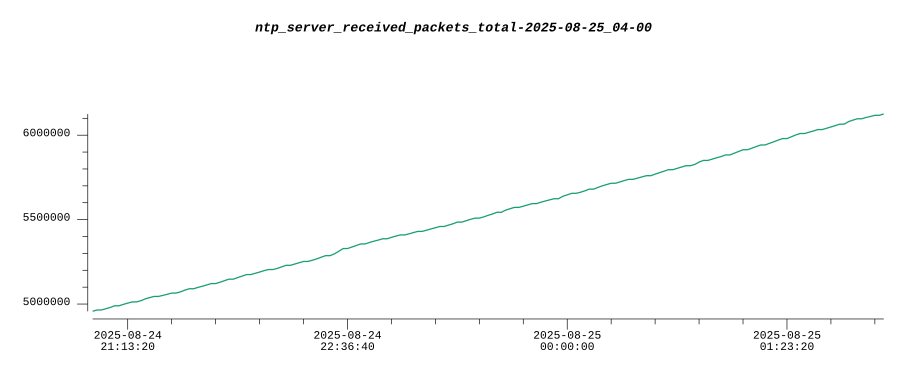 ntp_server_received_packets_total-2025-08-25_04-00
6000000
5500000
5000000
2025-08-24 2025-08-24 2025-08-25 2025-08-25
21:13:20 22:36:40 00:00:00 01:23:20